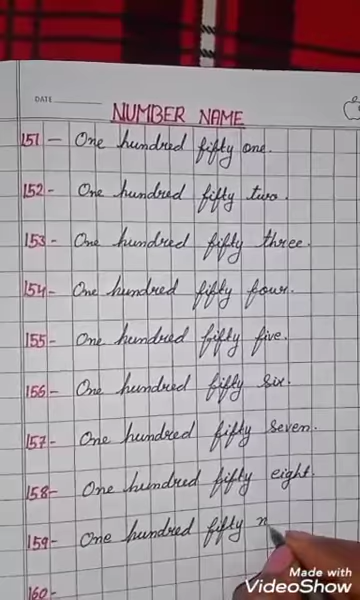 DATE
NUMBER NAME
151 - One hundred fifty one.
152 - One hundred fifty two.
153 - One hundred fifty three.
154 - One hundred fifty four.
155 - One hundred fifty five.
156 - One hundred fifty six.
157 - One hundred fifty seven.
158 - One hundred fifty eight.
159 - One hundred fifty n
160 -
Made with
VideoShow